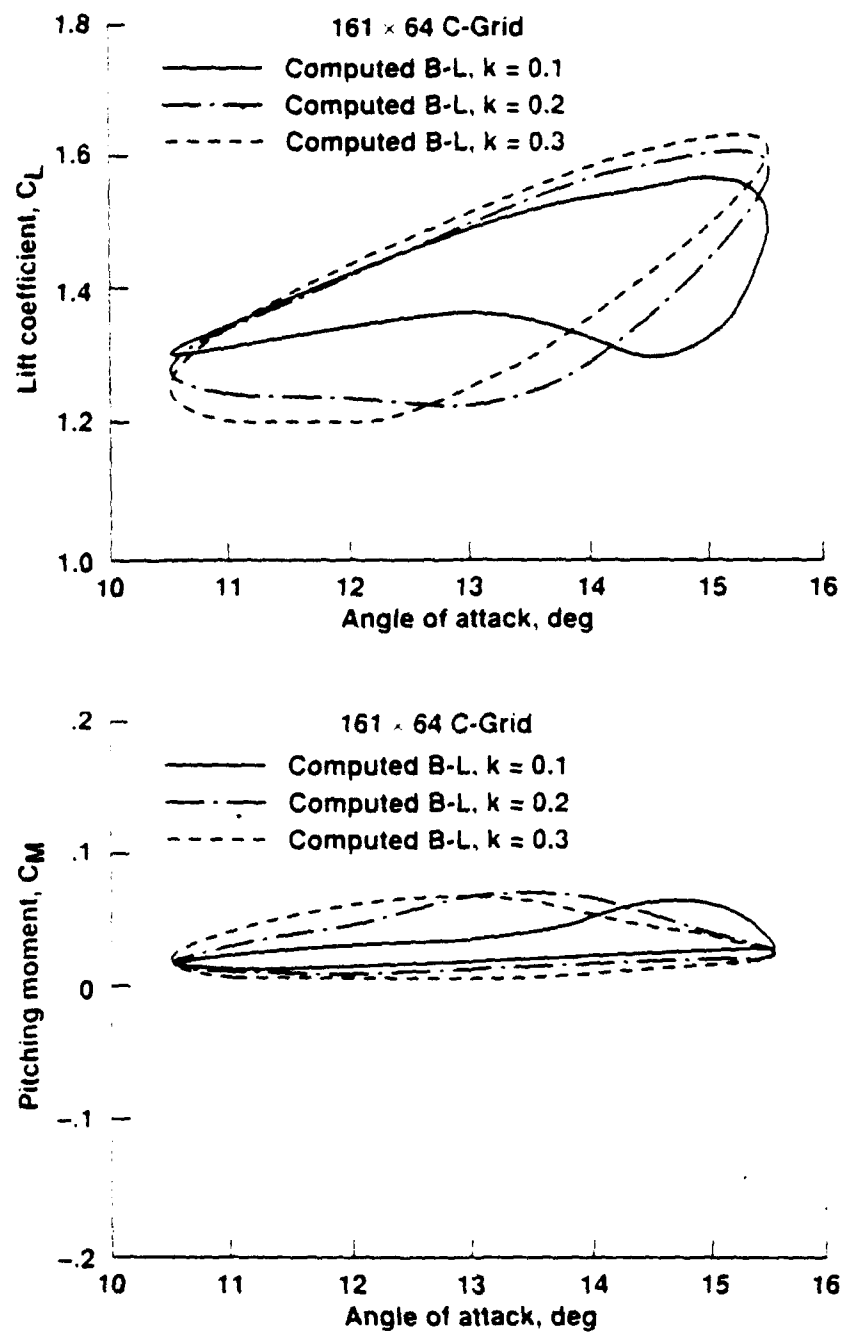 161 × 64 C-Grid
Computed B-L, k = 0.1
Computed B-L, k = 0.2
Computed B-L, k = 0.3
Lift coefficient, CL
1.8
1.6
1.4
1.2
1.0
10 11 12 13 14 15 16
Angle of attack, deg
161 × 64 C-Grid
Computed B-L, k = 0.1
Computed B-L, k = 0.2
Computed B-L, k = 0.3
Pitching moment, CM
.2
.1
0
-.1
-.2
10 11 12 13 14 15 16
Angle of attack, deg